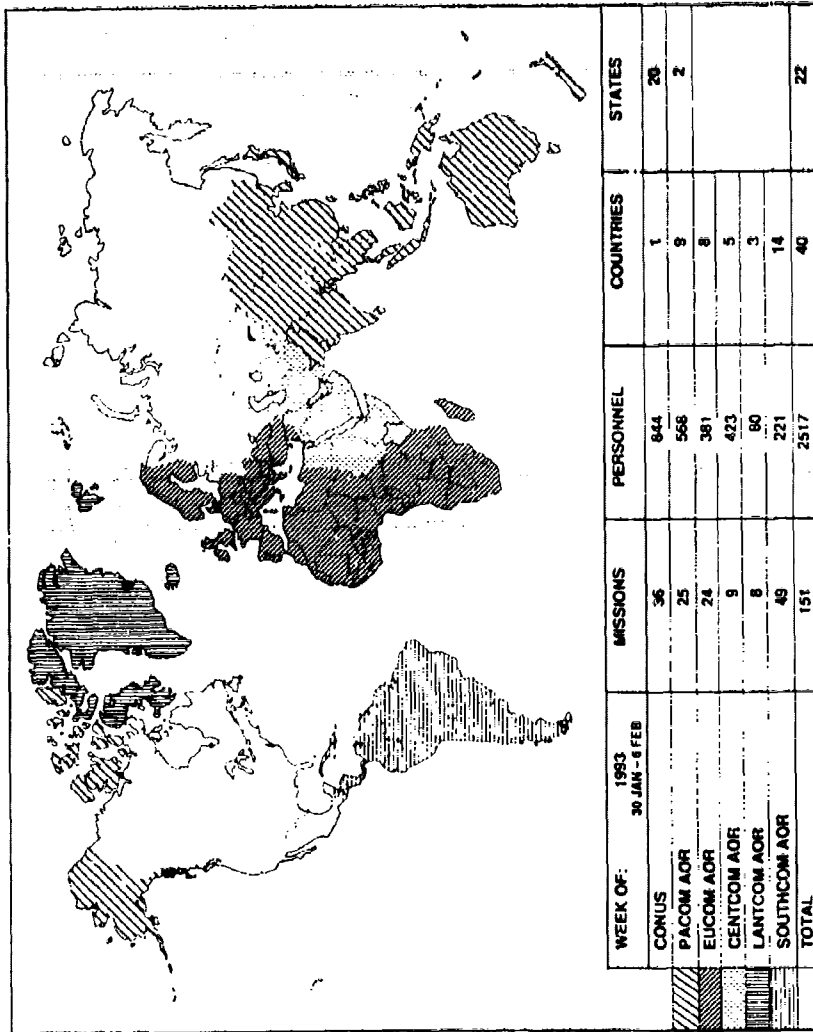 WEEK OF: 1993 30 JAN - 6 FEB MISSIONS PERSONNEL COUNTRIES STATES
CONUS 36 844 1 20
PACOM AOR 25 568 9 2
EUCOM AOR 24 381 8
CENTCOM AOR 9 423 5
LANTCOM AOR 8 80 3
SOUTHCOM AOR 49 221 14
TOTAL 151 2517 40 22